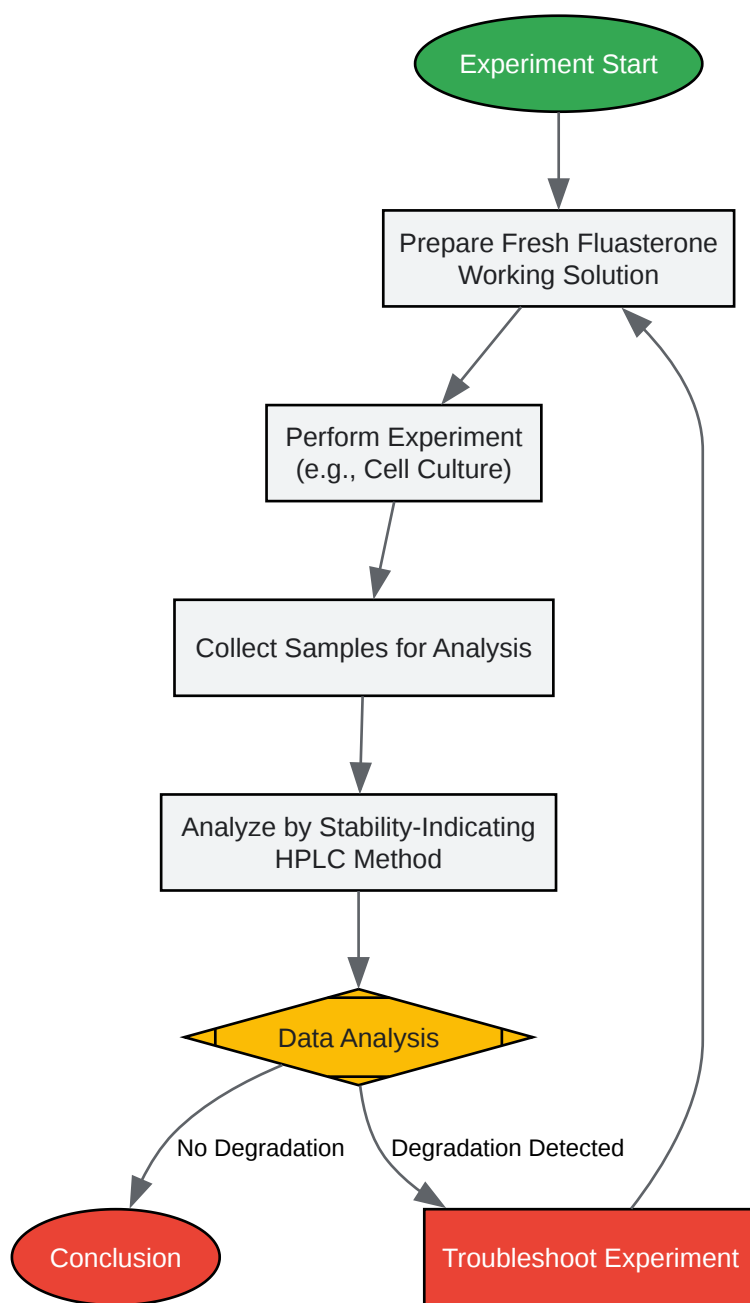 Experiment Start
Prepare Fresh Fluasterone
Working Solution
Perform Experiment
(e.g., Cell Culture)
Collect Samples for Analysis
Analyze by Stability-Indicating
HPLC Method
Data Analysis
No Degradation
Degradation Detected
Conclusion
Troubleshoot Experiment